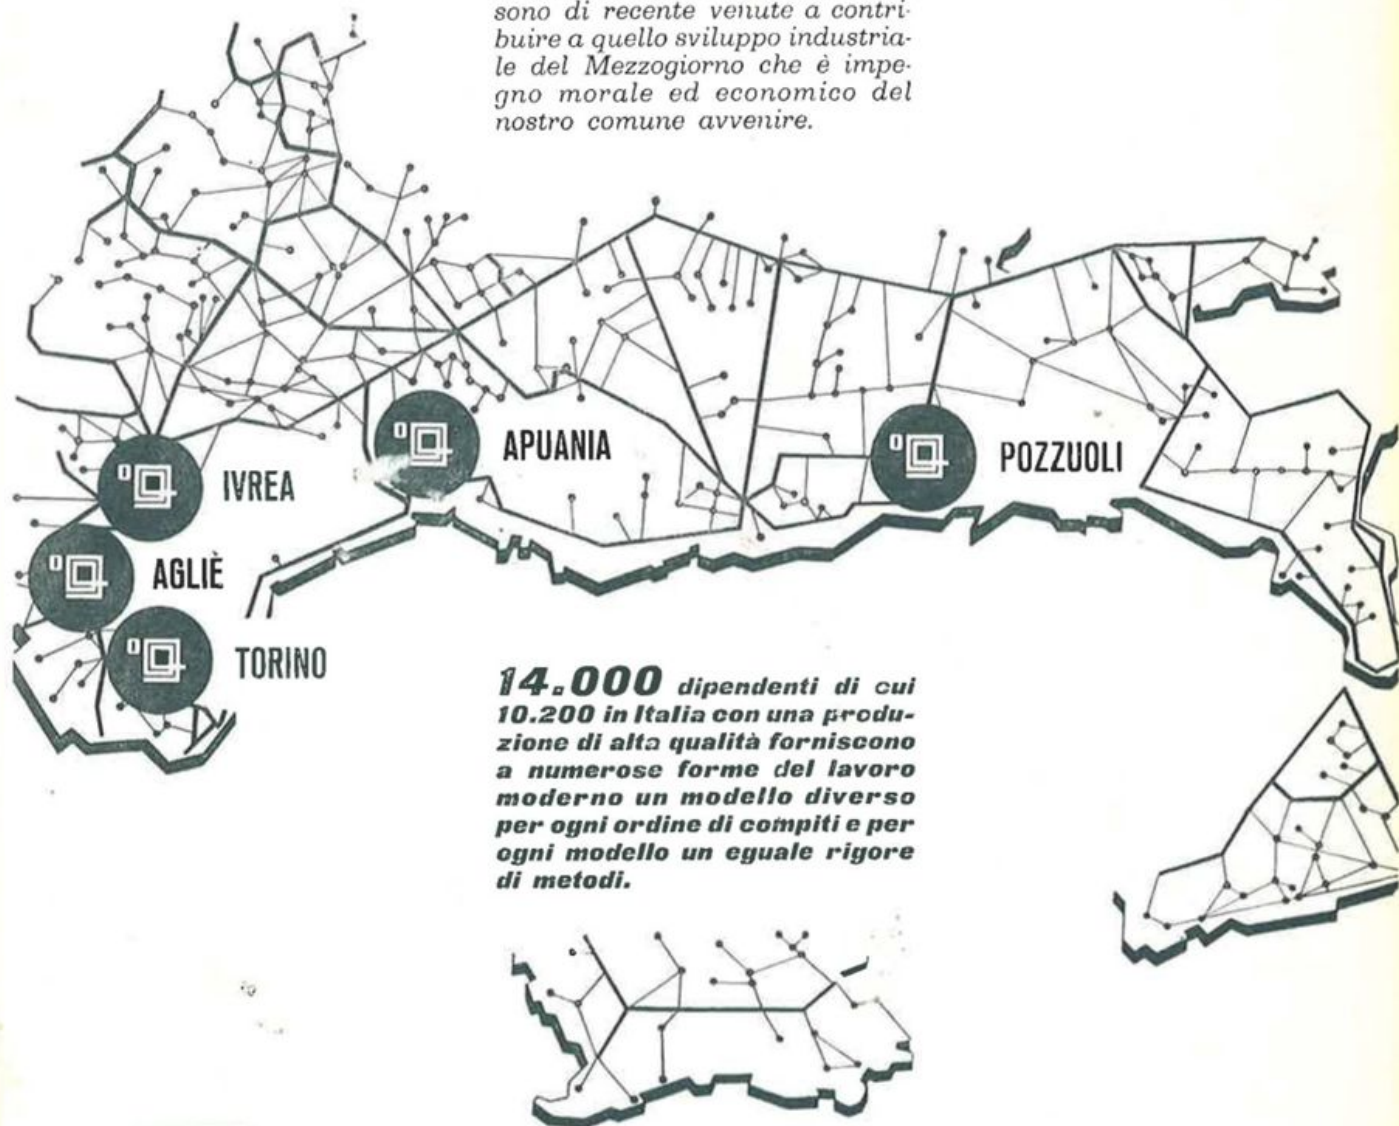 sono di recente venute a contri-
buire a quello sviluppo industria-
le del Mezzogiorno che è impe-
gno morale ed economico del
nostro comune avvenire.
APUANIA
POZZUOLI
IVREA
AGLIÈ
TORINO
14.000 dipendenti di cui
10.200 in Italia con una produ-
zione di alta qualità forniscono
a numerose forme del lavoro
moderno un modello diverso
per ogni ordine di compiti e per
ogni modello un eguale rigore
di metodi.